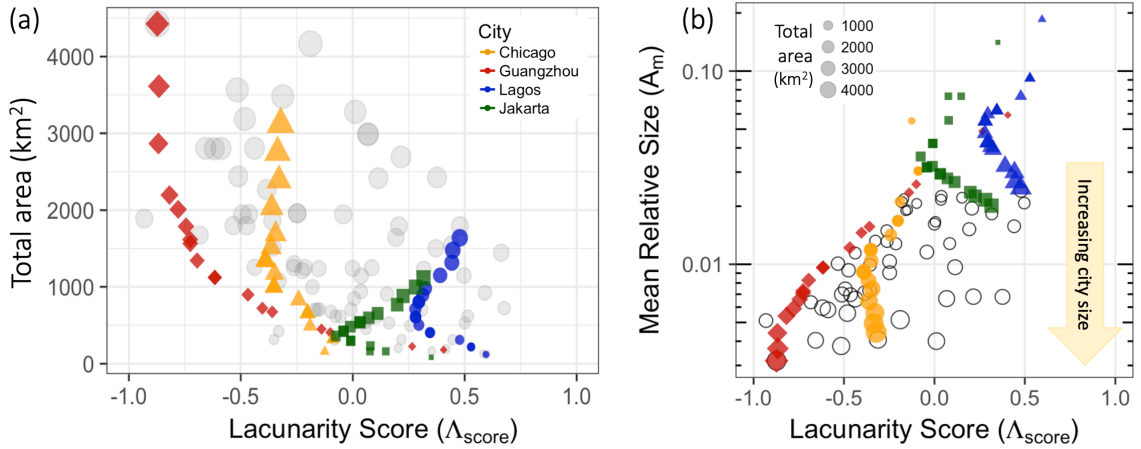 (a)
Total area (km²)
4000
3000
2000
1000
0
-1.0
-0.5
0.0
0.5
1.0
Lacunarity Score (Λscore)
City
Chicago
Guangzhou
Lagos
Jakarta
(b)
Mean Relative Size (Am)
0.10
0.01
-1.0
-0.5
0.0
0.5
1.0
Lacunarity Score (Λscore)
Total
area
(km²)
1000
2000
3000
4000
Increasing city size